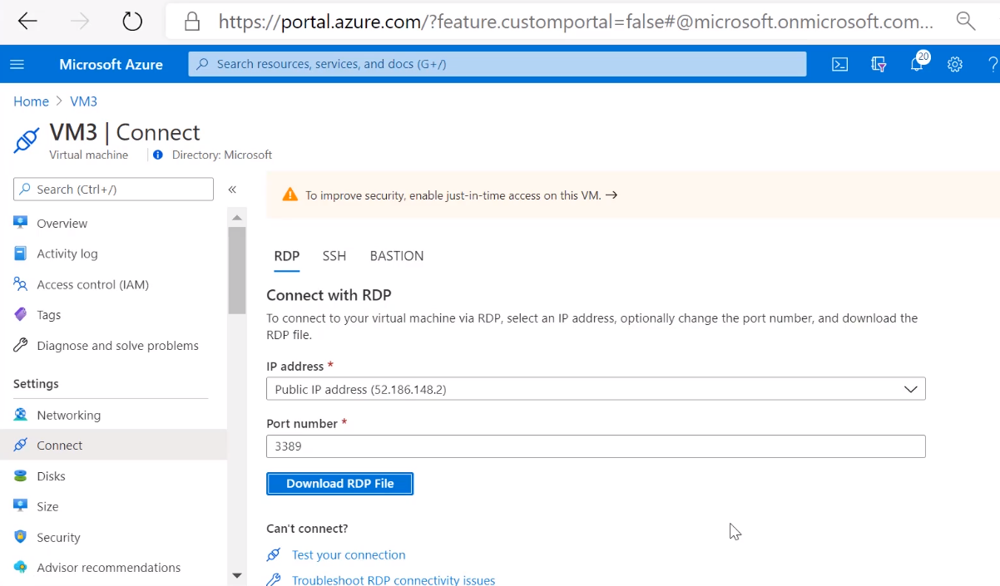 https://portal.azure.com/?feature.customportal=false#@microsoft.onmicrosoft.com...
Microsoft Azure
Search resources, services, and docs (G+/)
20
?
Home > VM3
VM3 | Connect
Virtual machine
Directory: Microsoft
Search (Ctrl+/)
«
Overview
Activity log
Access control (IAM)
Tags
Diagnose and solve problems
Settings
Networking
Connect
Disks
Size
Security
Advisor recommendations
To improve security, enable just-in-time access on this VM. →
RDP SSH BASTION
Connect with RDP
To connect to your virtual machine via RDP, select an IP address, optionally change the port number, and download the
RDP file.
IP address *
Public IP address (52.186.148.2)
Port number *
3389
Download RDP File
Can't connect?
Test your connection
Troubleshoot RDP connectivity issues